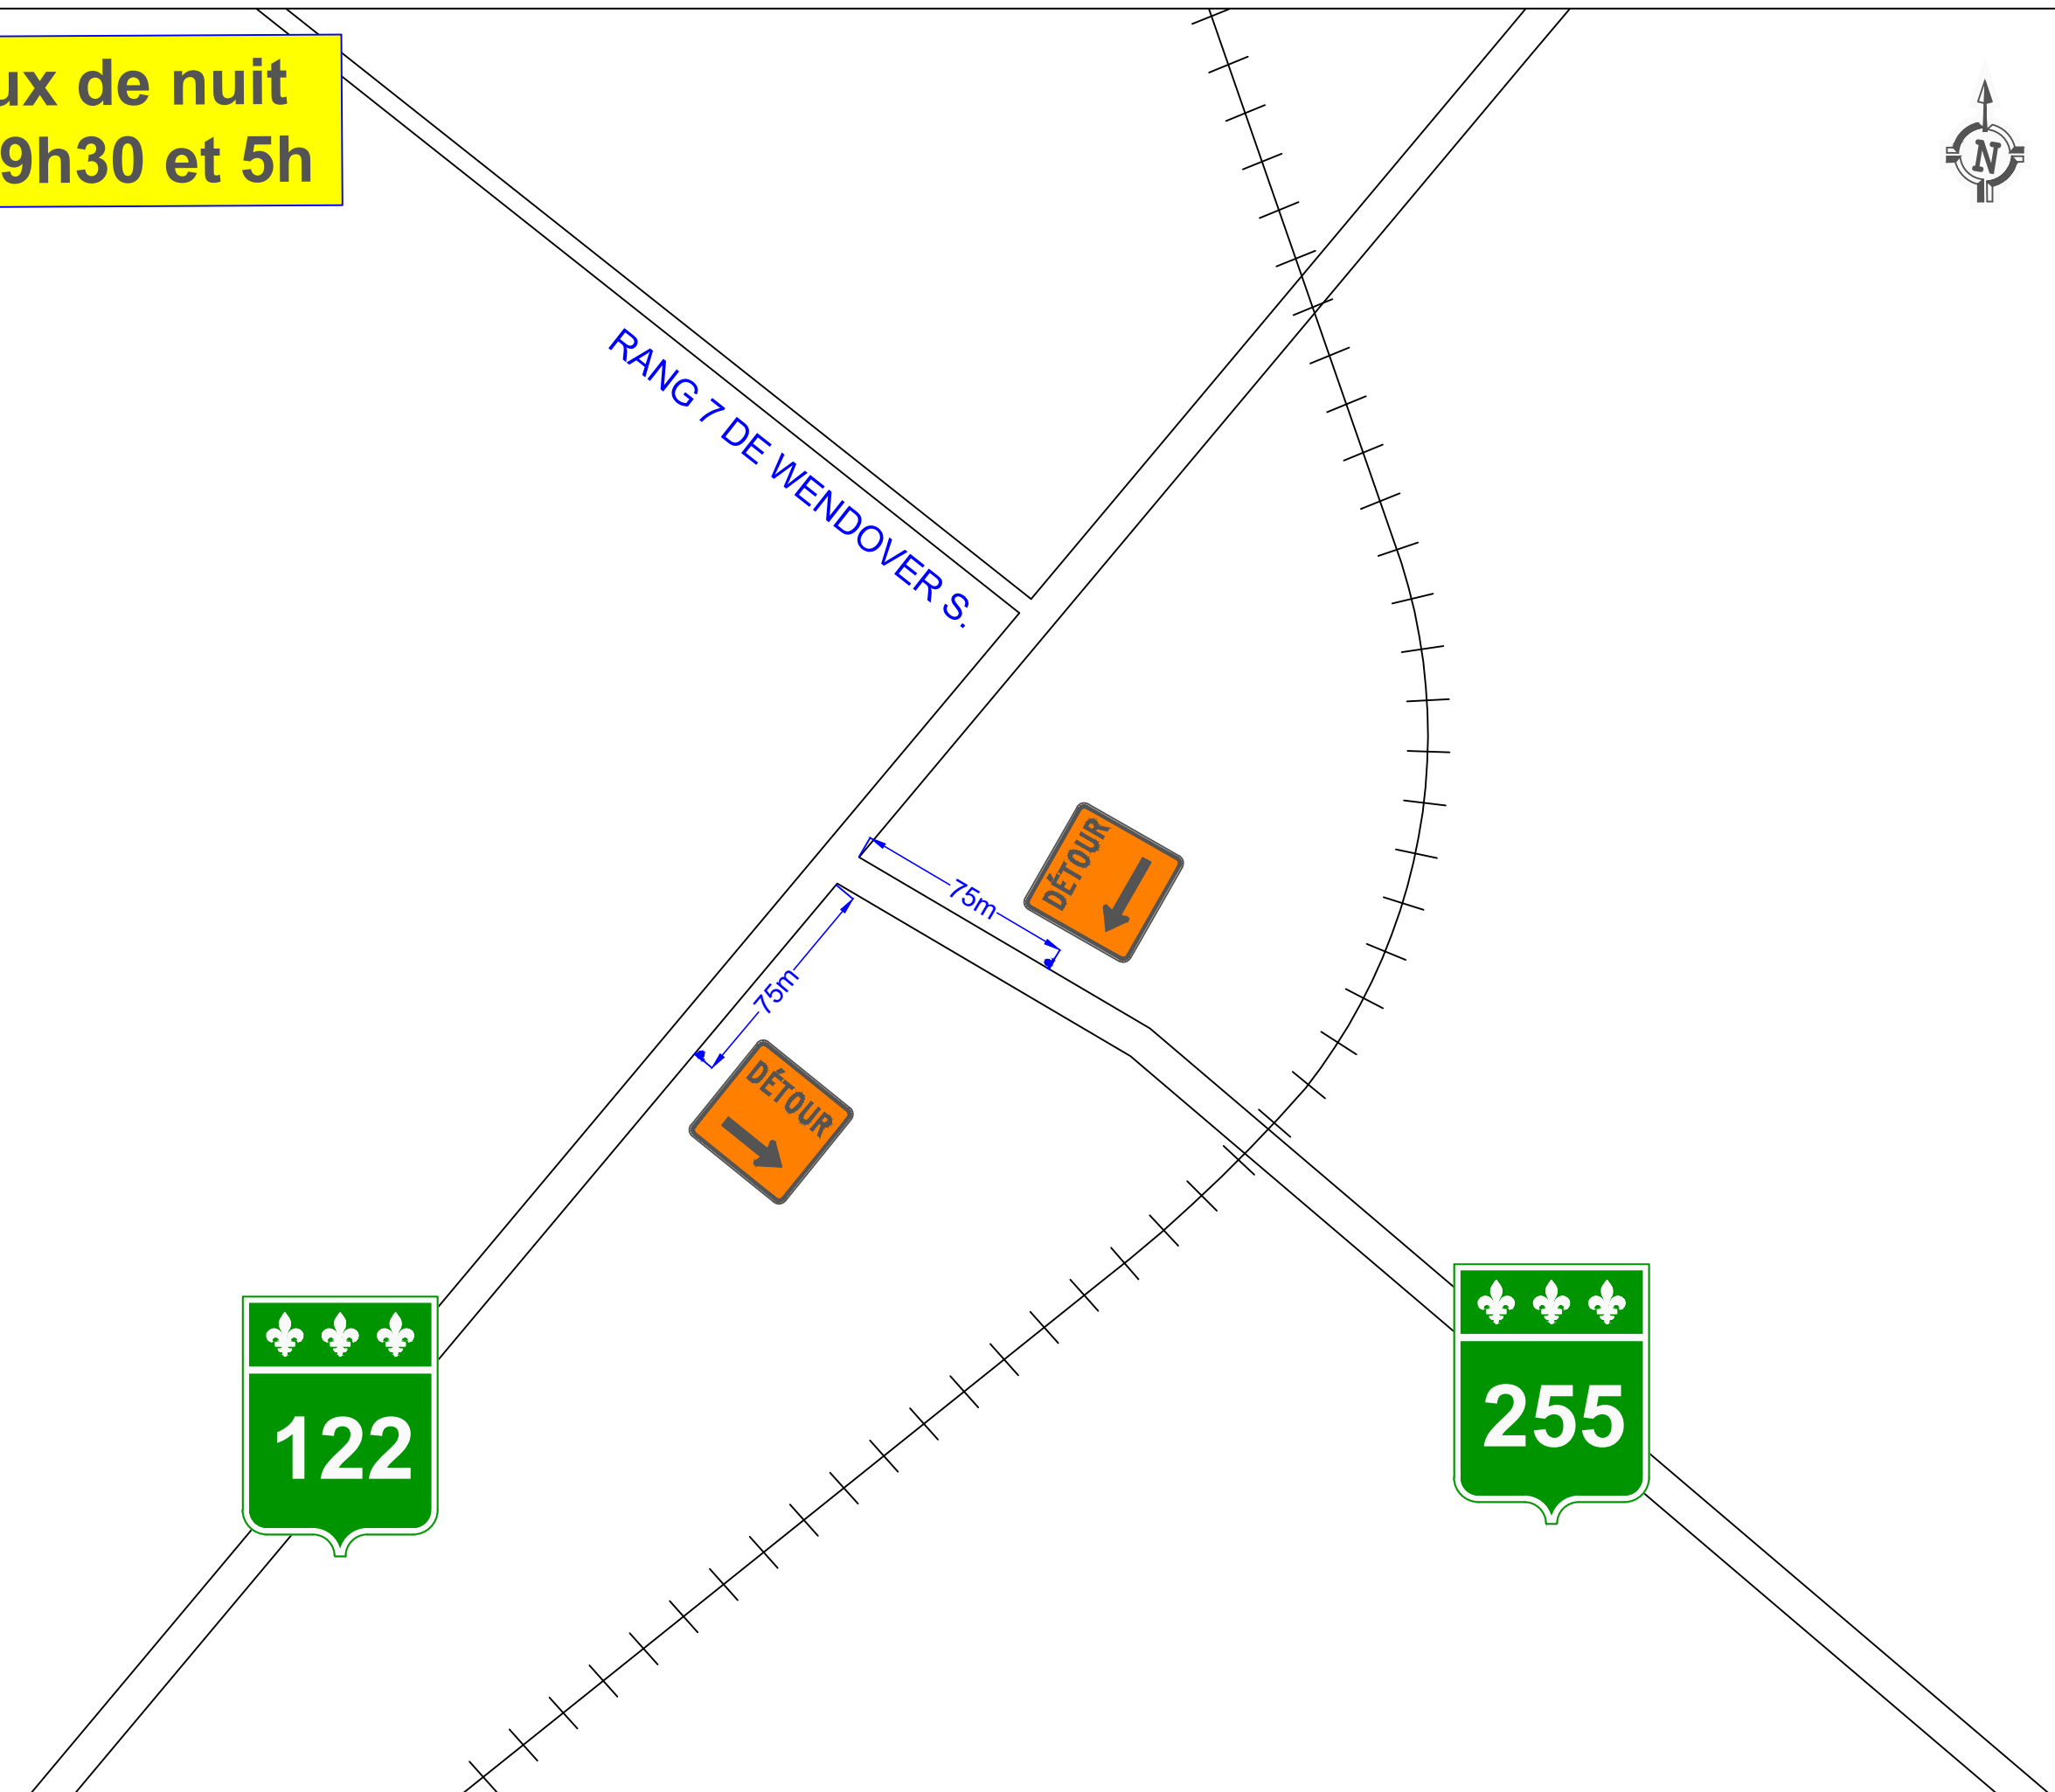 ux de nuit
9h30 et 5h
N
RANG 7 DE WENDOVER S.
75m
DÉTOUR
75m
DÉTOUR
122
255